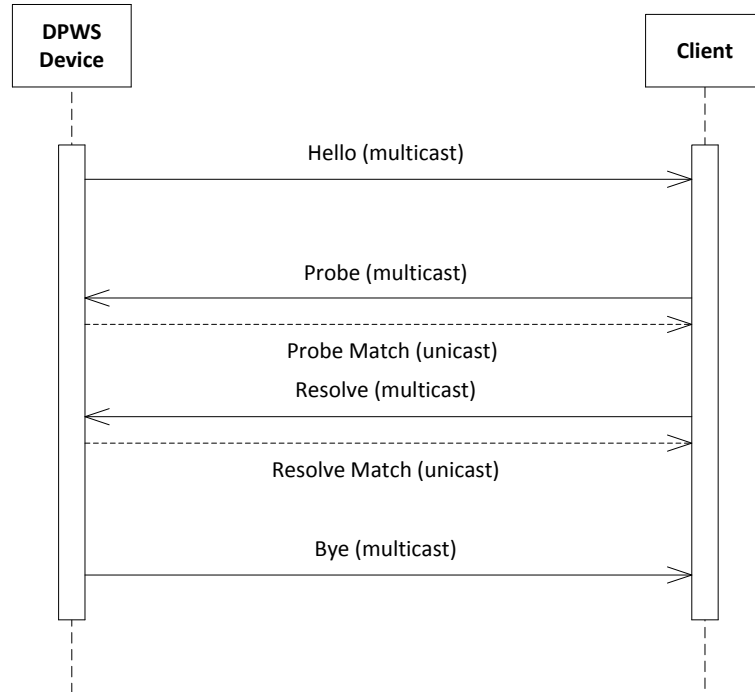 DPWS
Device
Client
Hello (multicast)
Probe (multicast)
Probe Match (unicast)
Resolve (multicast)
Resolve Match (unicast)
Bye (multicast)